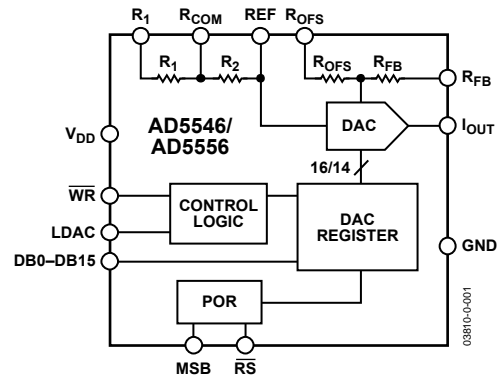 R1 RCOM REF ROFS
R1 R2 ROFS RFB
RFB
AD5546/
AD5556
DAC
IOUT
VDD
16/14
WR
CONTROL
LOGIC
DAC
REGISTER
LDAC
GND
DB0–DB15
POR
MSB RS
03810-0-001